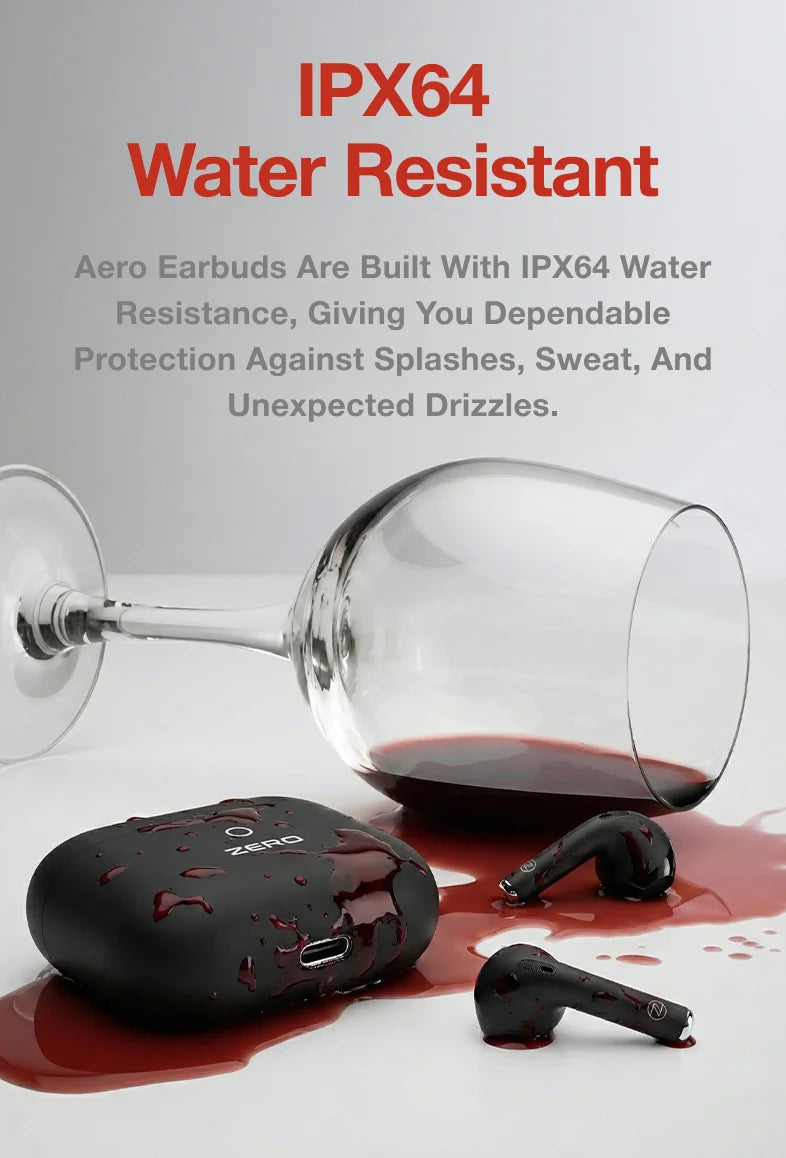 IPX64
Water Resistant
Aero Earbuds Are Built With IPX64 Water
Resistance, Giving You Dependable
Protection Against Splashes, Sweat, And
Unexpected Drizzles.
ZERO